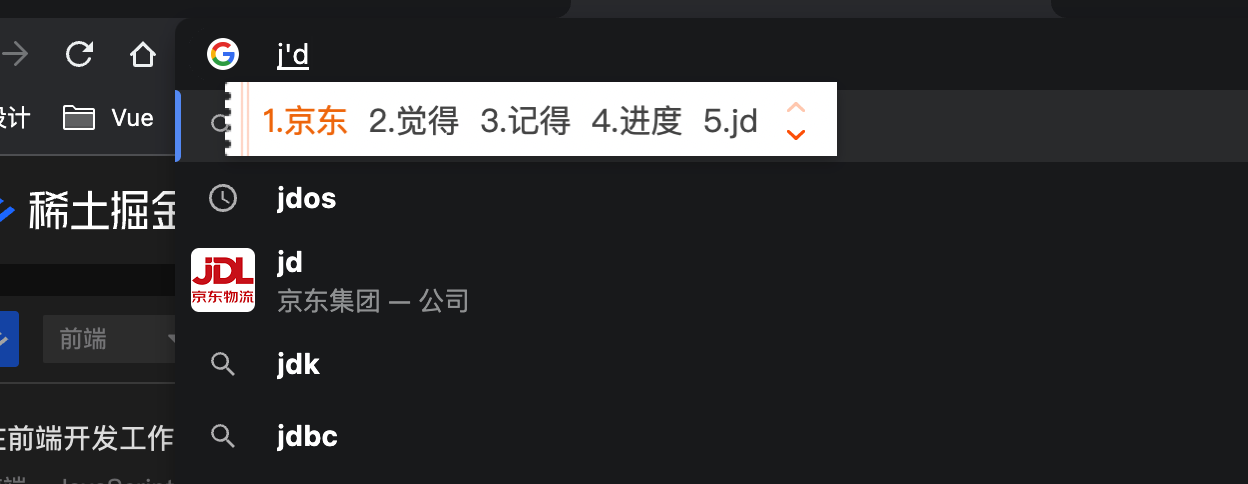 j'd
设计
Vue
1.京东 2.觉得 3.记得 4.进度 5.jd
jdos
稀土掘金
JDL
京东物流
jd
京东集团 — 公司
前端
jdk
jdbc
前端开发工作
JavaScript